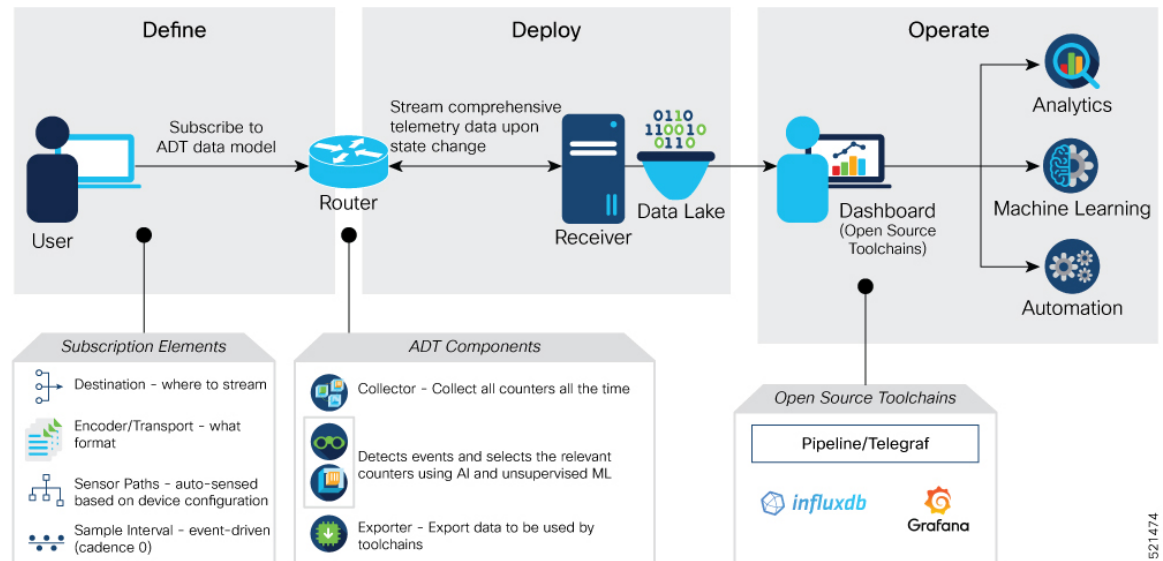 Define
Subscribe to
ADT data model
User
Router
Deploy
Stream comprehensive
telemetry data upon
state change
Receiver
0110
110010
0110
Data Lake
Operate
Dashboard
(Open Source
Toolchains)
Analytics
Machine Learning
Automation
Subscription Elements
Destination - where to stream
Encoder/Transport - what
format
Sensor Paths - auto-sensed
based on device configuration
Sample Interval - event-driven
(cadence 0)
ADT Components
Collector - Collect all counters all the time
Detects events and selects the relevant
counters using AI and unsupervised ML
Exporter - Export data to be used by
toolchains
Open Source Toolchains
Pipeline/Telegraf
influxdb
Grafana
521474